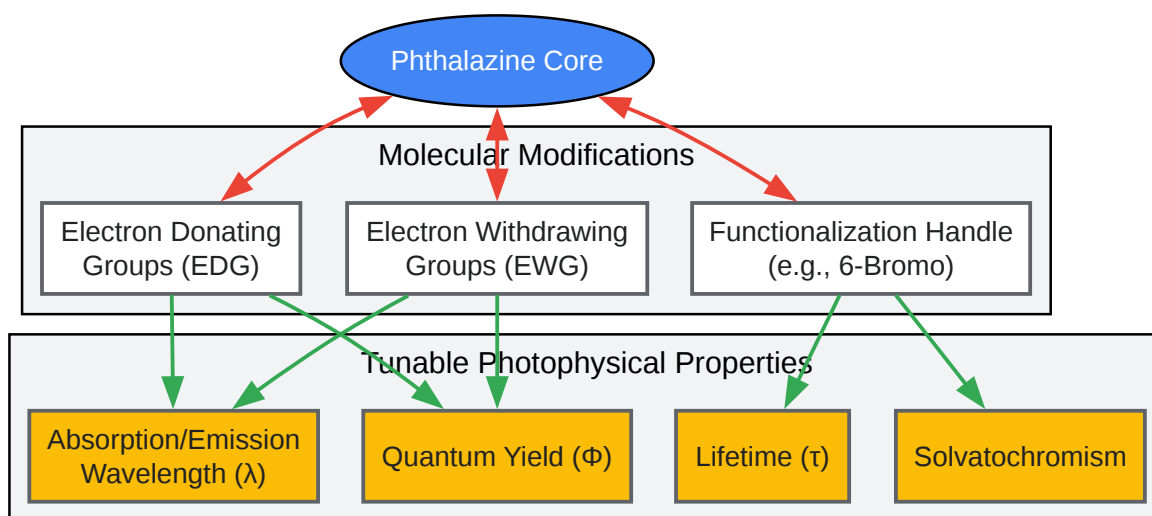 Phthalazine Core
Molecular Modifications
Electron Donating
Groups (EDG)
Electron Withdrawing
Groups (EWG)
Functionalization Handle
(e.g., 6-Bromo)
Tunable Photophysical Properties
Absorption/Emission
Wavelength (λ)
Quantum Yield (Φ)
Lifetime (τ)
Solvatochromism